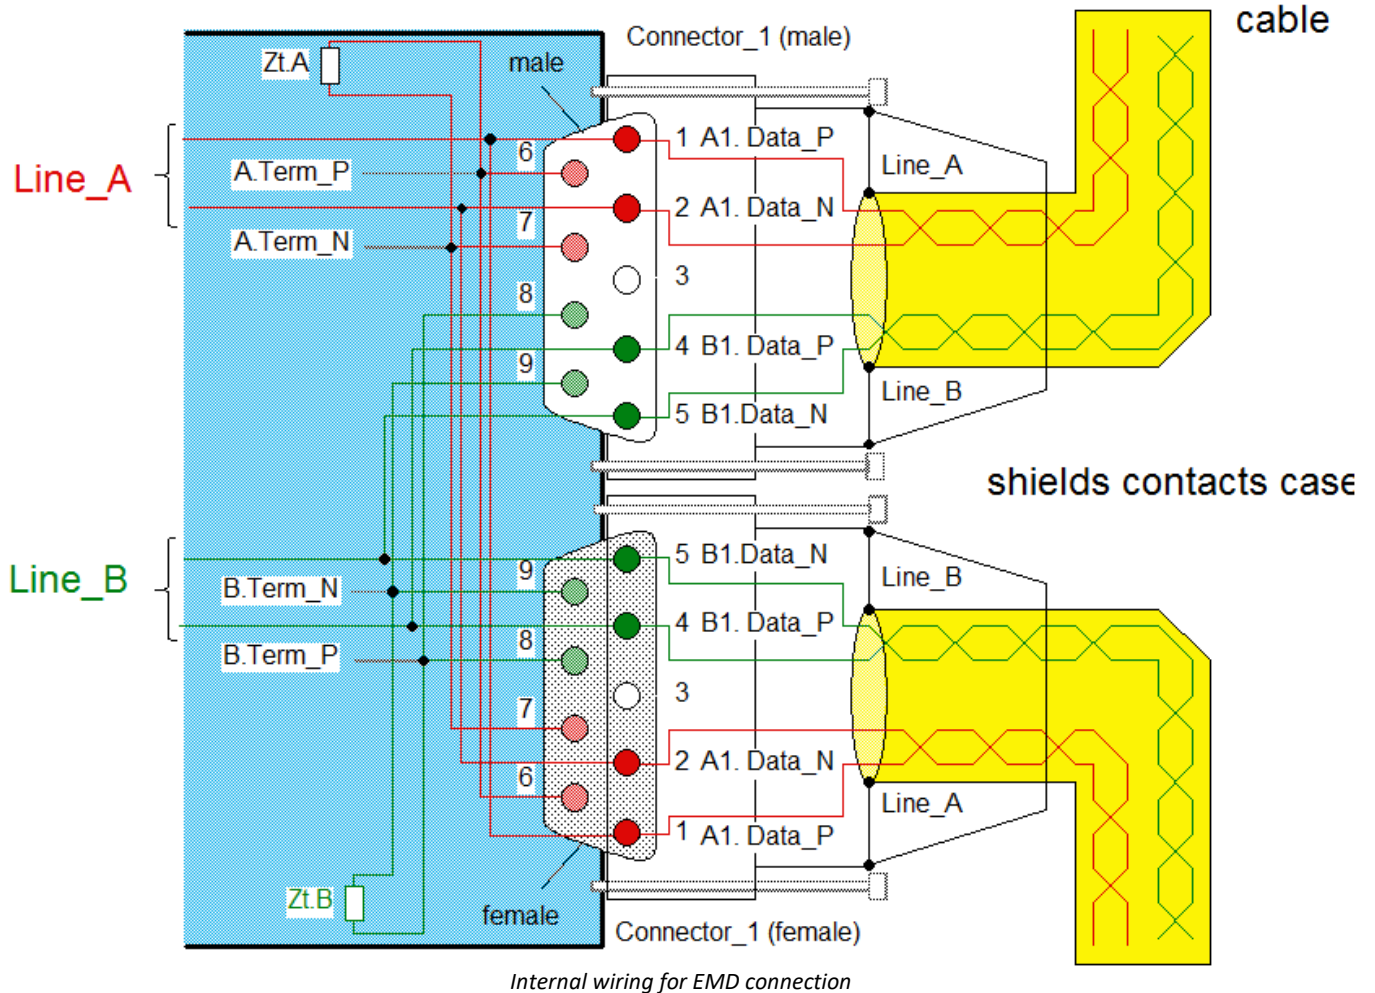 cable
Connector_1 (male)
Zt.A
male
1 A1. Data_P
6
Line_A
A.Term_P
Line_A
2 A1. Data_N
7
A.Term_N
3
8
4 B1. Data_P
9
Line_B
5 B1.Data_N
shields contacts case
5 B1.Data_N
9
Line_B
Line_B
B.Term_N
4 B1. Data_P
8
B.Term_P
3
7
2 A1. Data_N
6
Line_A
1 A1. Data_P
Zt.B
female
Connector_1 (female)
Internal wiring for EMD connection